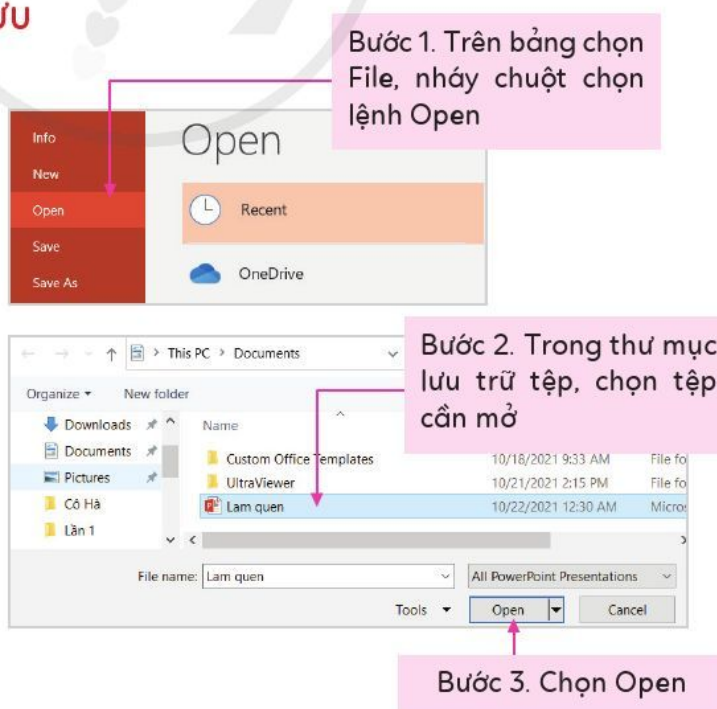 ƯU
Bước 1. Trên bảng chọn
File, nháy chuột chọn
lệnh Open
Info
New
Open
Save
Save As
Open
Recent
OneDrive
Bước 2. Trong thư mục
lưu trữ tệp, chọn tệp
cần mở
This PC > Documents
Organize
New folder
Downloads
Documents
Pictures
Cô Hà
Lần 1
Name
Custom Office Templates 10/18/2021 9:33 AM File fo
UltraViewer 10/21/2021 2:15 PM File fo
Lam quen 10/22/2021 12:30 AM Micros
File name: Lam quen All PowerPoint Presentations
Tools Open Cancel
Bước 3. Chọn Open